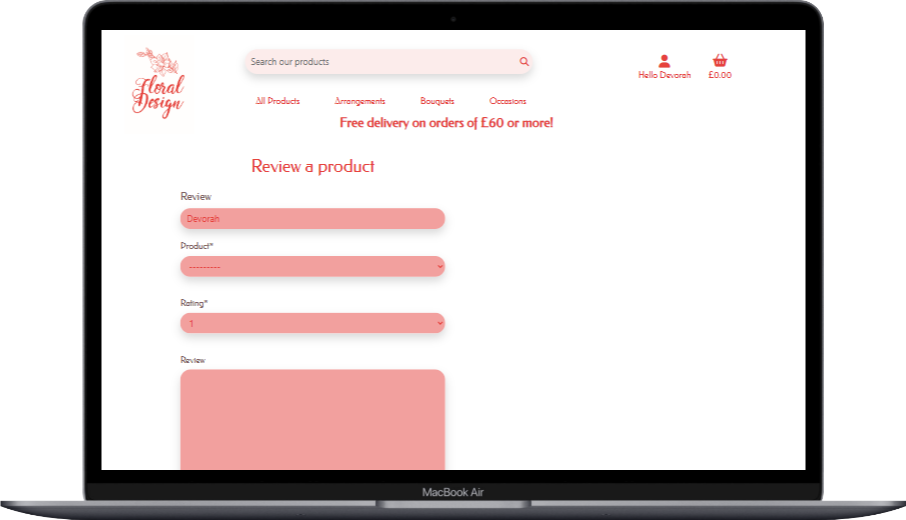 Floral
Design
Search our products
Hello Devorah
£0.00
All Products
Arrangements
Bouquets
Occasions
Free delivery on orders of £60 or more!
Review a product
Review
Devorah
Product*
---------
Rating*
1
Review
MacBook Air